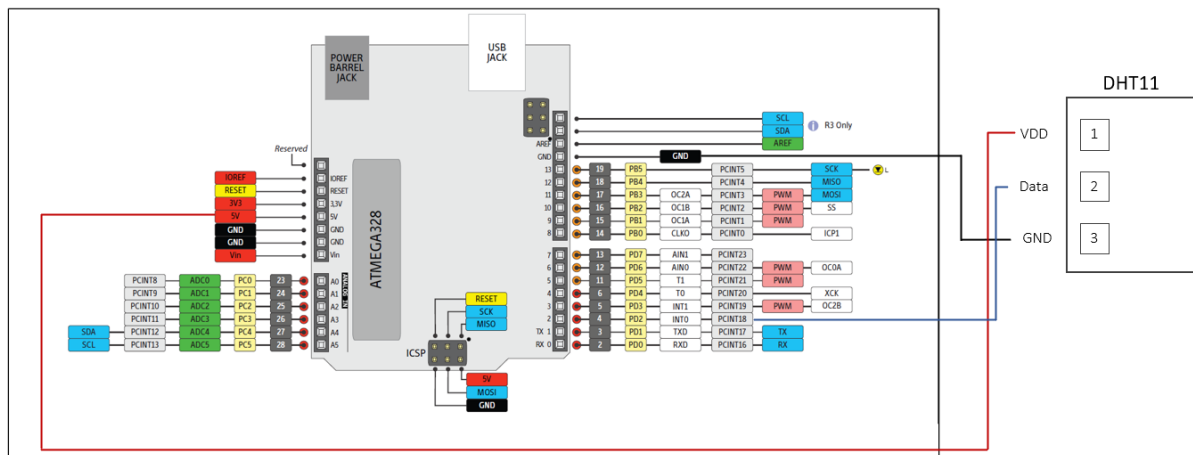 POWER
BARREL
JACK
USB
JACK
DHT11
SCL
SDA
R3 Only
AREF
AREF
GND
GND
VDD
1
Data
2
GND
3
Reserved
IOREF
IOREF
RESET
RESET
3V3
3,3V
5V
5V
GND
GND
GND
GND
Vin
Vin
ATMEGA328
13 19 PB5 PCINT5 SCK L
12 18 PB4 PCINT4 MISO
11 17 PB3 OC2A PCINT3 PWM MOSI
10 16 PB2 OC1B PCINT2 PWM SS
9 15 PB1 OC1A PCINT1 PWM
8 14 PB0 CLKO PCINT0 ICP1
7 13 PD7 AIN1 PCINT23
6 12 PD6 AIN0 PCINT22 PWM OC0A
5 11 PD5 T1 PCINT21 PWM
4 6 PD4 T0 PCINT20 XCK
3 5 PD3 INT1 PCINT19 PWM OC2B
2 4 PD2 INT0 PCINT18
TX 1 3 PD1 TXD PCINT17 TX
RX 0 2 PD0 RXD PCINT16 RX
PCINT8 ADC0 PC0 23 A0
PCINT9 ADC1 PC1 24 A1
PCINT10 ADC2 PC2 25 A2
PCINT11 ADC3 PC3 26 A3
SDA PCINT12 ADC4 PC4 27 A4
SCL PCINT13 ADC5 PC5 28 A5
RESET
SCK
MISO
ICSP
5V
MOSI
GND